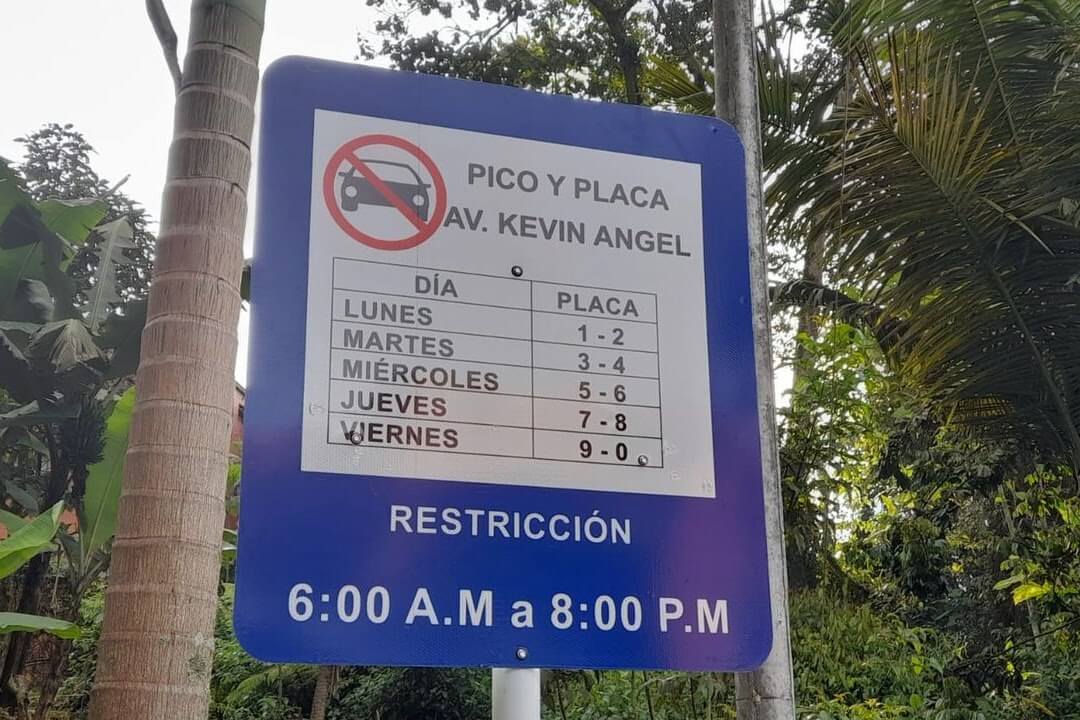 PICO Y PLACA
AV. KEVIN ANGEL
DÍA PLACA
LUNES 1 - 2
MARTES 3 - 4
MIÉRCOLES 5 - 6
JUEVES 7 - 8
VIERNES 9 - 0
RESTRICCIÓN
6:00 A.M a 8:00 P.M